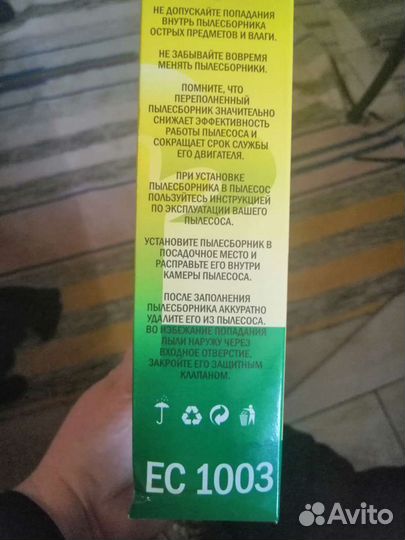 НЕ ДОПУСКАЙТЕ ПОПАДАНИЯ
ВНУТРЬ ПЫЛЕСБОРНИКА
ОСТРЫХ ПРЕДМЕТОВ И ВЛАГИ.
НЕ ЗАБЫВАЙТЕ ВОВРЕМЯ
МЕНЯТЬ ПЫЛЕСБОРНИКИ.
ПОМНИТЕ, ЧТО
ПЕРЕПОЛНЕННЫЙ
ПЫЛЕСБОРНИК ЗНАЧИТЕЛЬНО
СНИЖАЕТ ЭФФЕКТИВНОСТЬ
РАБОТЫ ПЫЛЕСОСА И
СОКРАЩАЕТ СРОК СЛУЖБЫ
ЕГО ДВИГАТЕЛЯ.
ПРИ УСТАНОВКЕ
ПЫЛЕСБОРНИКА В ПЫЛЕСОС
ПОЛЬЗУЙТЕСЬ ИНСТРУКЦИЕЙ
ПО ЭКСПЛУАТАЦИИ ВАШЕГО
ПЫЛЕСОСА.
УСТАНОВИТЕ ПЫЛЕСБОРНИК В
ПОСАДОЧНОЕ МЕСТО И
РАСПРАВЬТЕ ЕГО ВНУТРИ
КАМЕРЫ ПЫЛЕСОСА.
ПОСЛЕ ЗАПОЛНЕНИЯ
ПЫЛЕСБОРНИКА АККУРАТНО
УДАЛИТЕ ЕГО ИЗ ПЫЛЕСОСА.
ВО ИЗБЕЖАНИЕ ПОПАДАНИЯ
ПЫЛИ НАРУЖУ ЧЕРЕЗ
ВХОДНОЕ ОТВЕРСТИЕ,
ЗАКРОЙТЕ ЕГО ЗАЩИТНЫМ
КЛАПАНОМ.
EC 1003
Avito